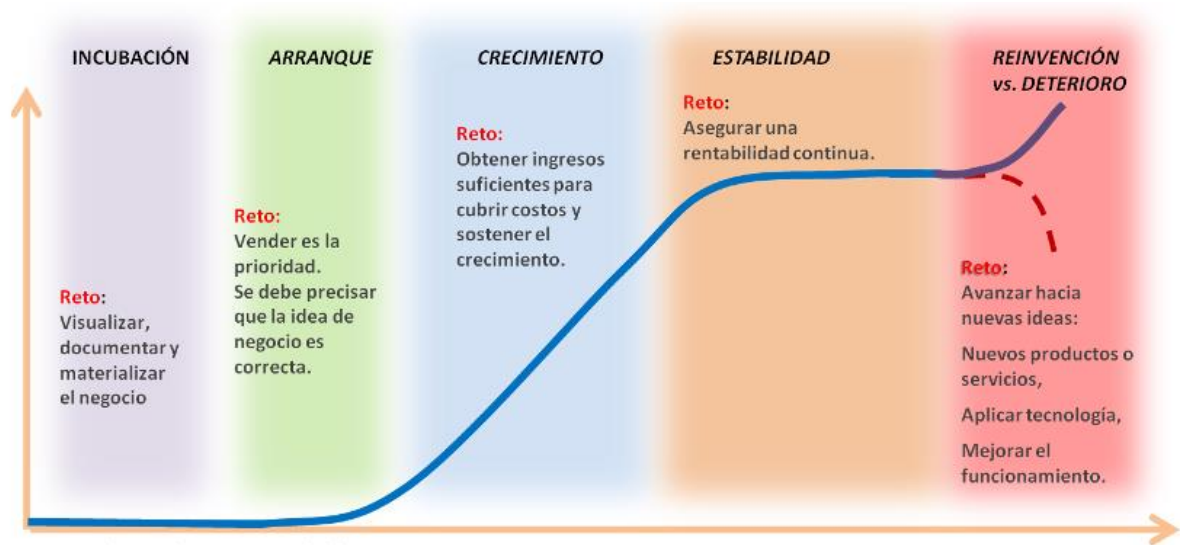 INCUBACIÓN
Reto:
Visualizar,
documentar y
materializar
el negocio
ARRANQUE
Reto:
Vender es la
prioridad.
Se debe precisar
que la idea de
negocio es
correcta.
CRECIMIENTO
Reto:
Obtener ingresos
suficientes para
cubrir costos y
sostener el
crecimiento.
ESTABILIDAD
Reto:
Asegurar una
rentabilidad continua.
REINVENCIÓN
vs. DETERIORO
Reto:
Avanzar hacia
nuevas ideas:
Nuevos productos o
servicios,
Aplicar tecnología,
Mejorar el
funcionamiento.